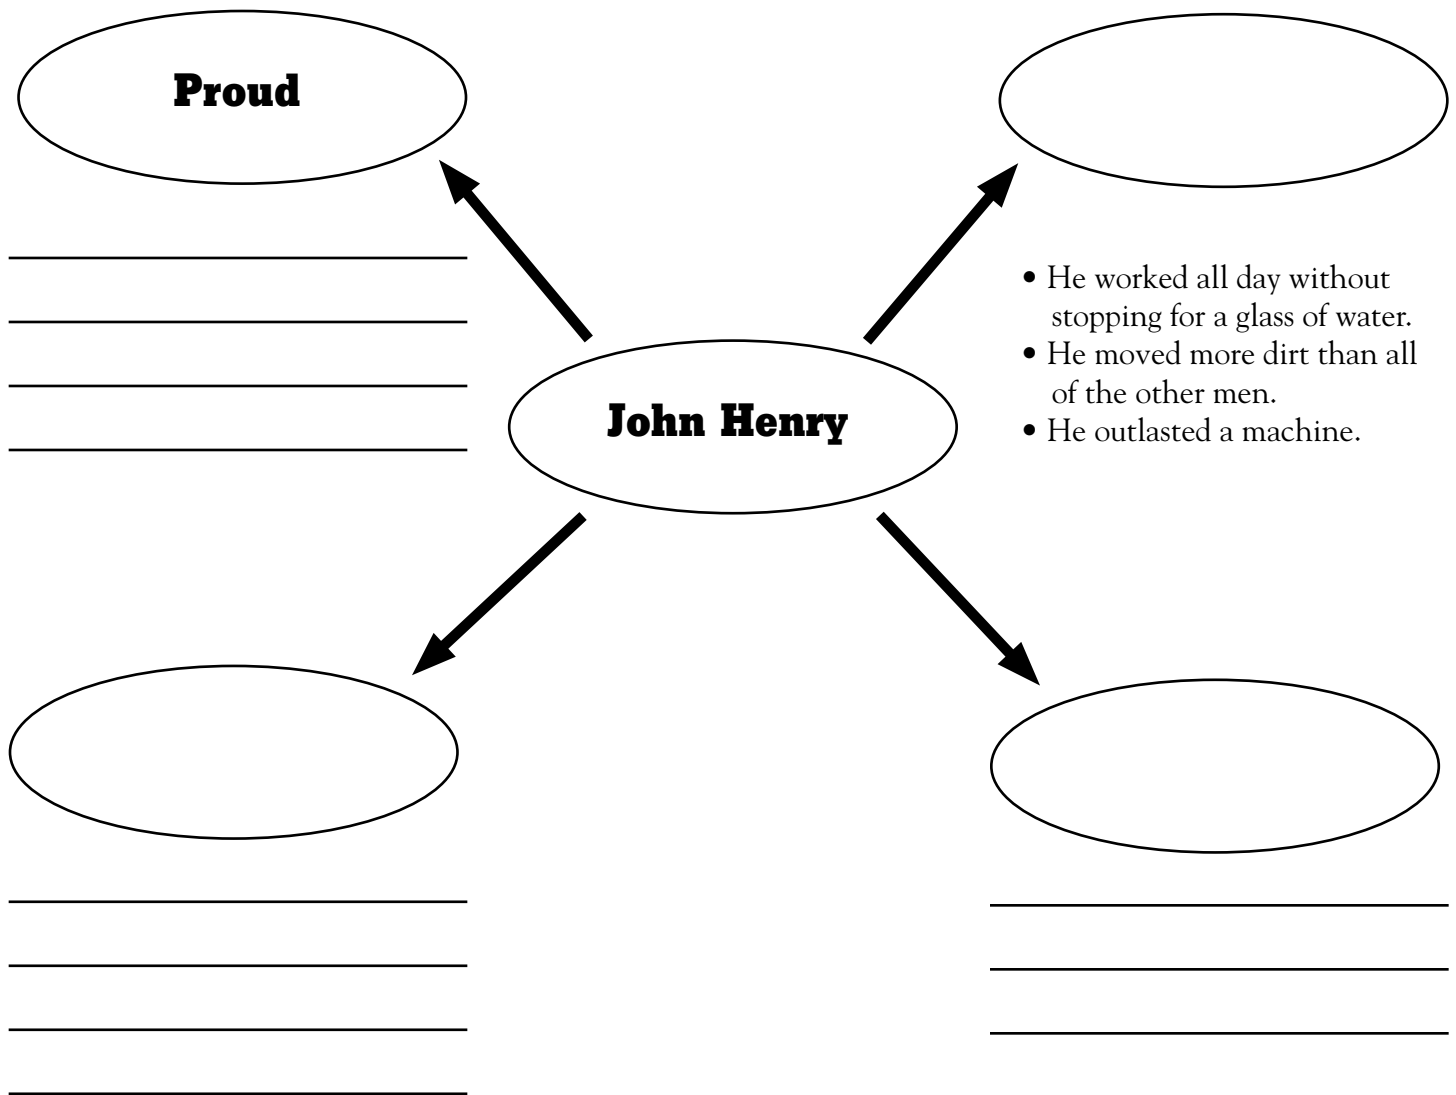 Proud
• He worked all day without
stopping for a glass of water.
• He moved more dirt than all
of the other men.
• He outlasted a machine.
John Henry